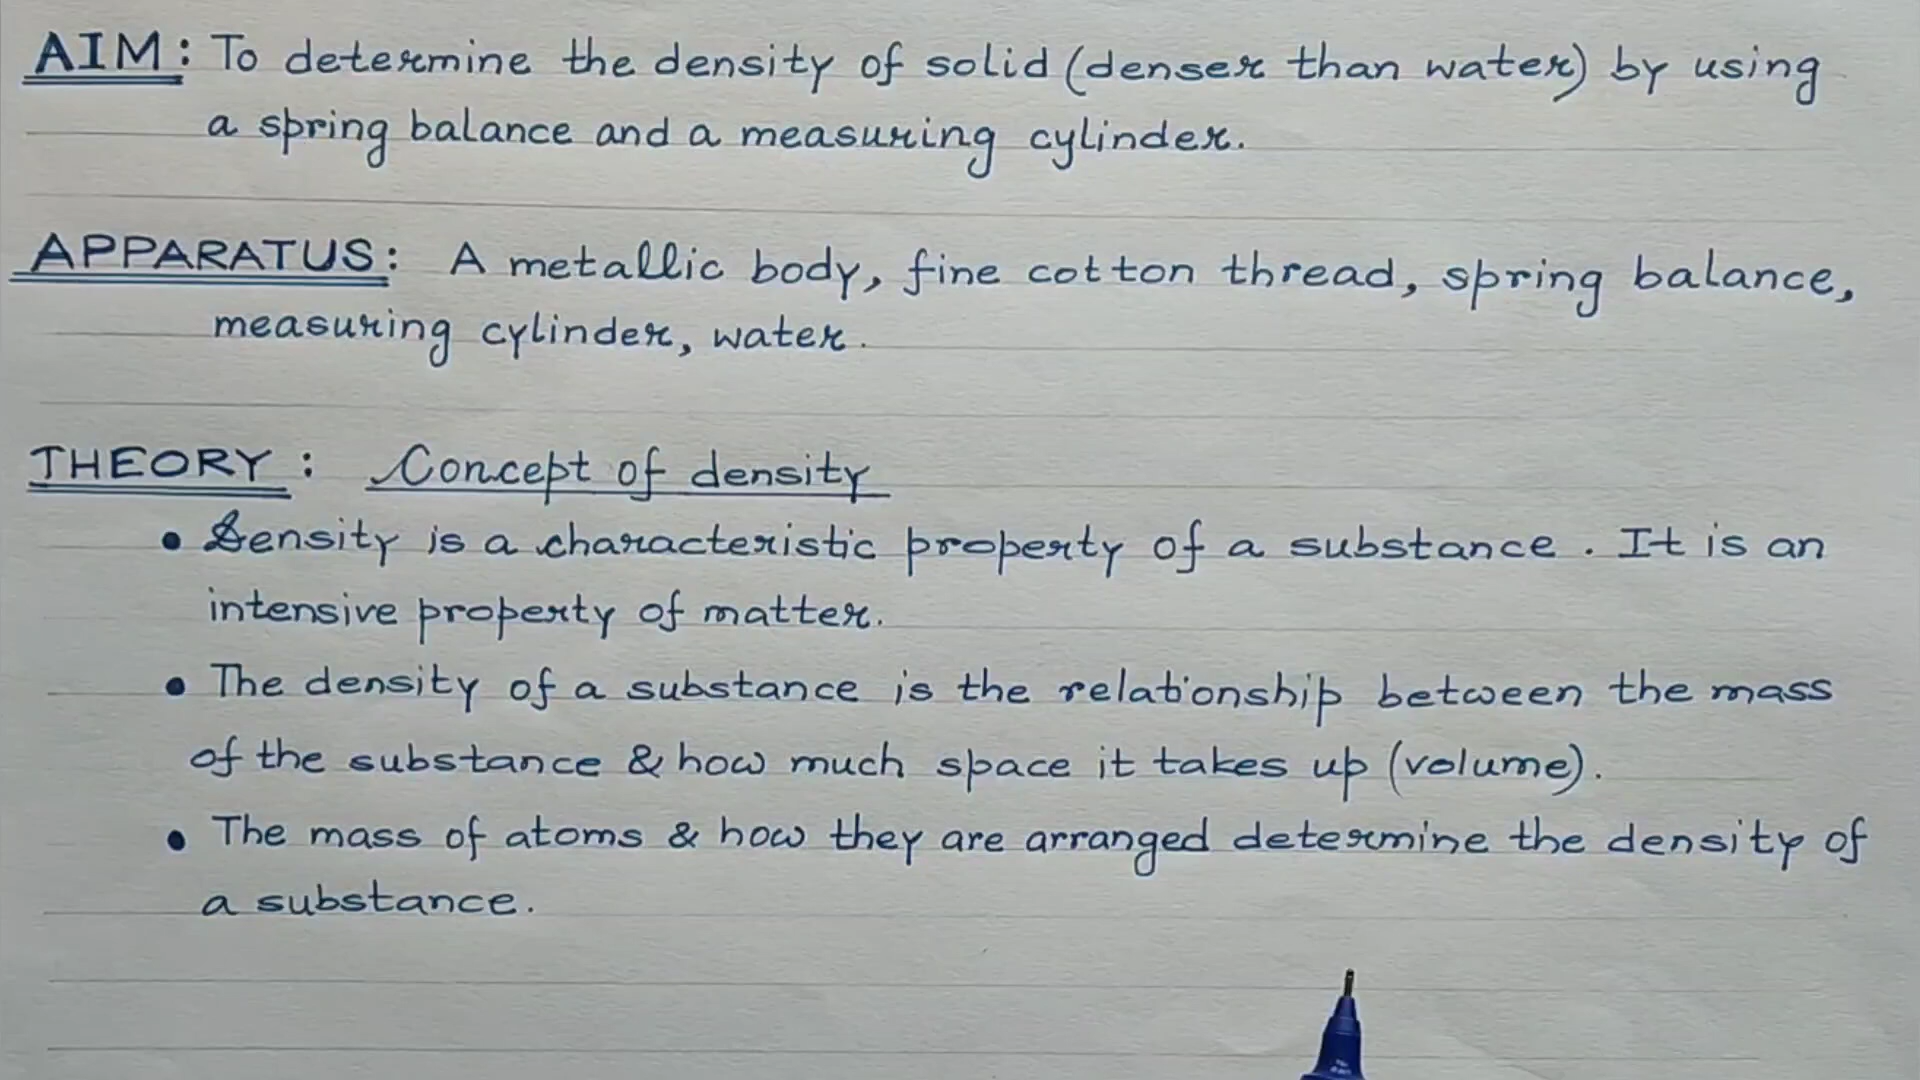 AIM: To determine the density of solid (denser than water) by using
a spring balance and a measuring cylinder.
APPARATUS: A metallic body, fine cotton thread, spring balance,
measuring cylinder, water.
THEORY: Concept of density
• Density is a characteristic property of a substance. It is an
intensive property of matter.
• The density of a substance is the relationship between the mass
of the substance & how much space it takes up (volume).
• The mass of atoms & how they are arranged determine the density of
a substance.